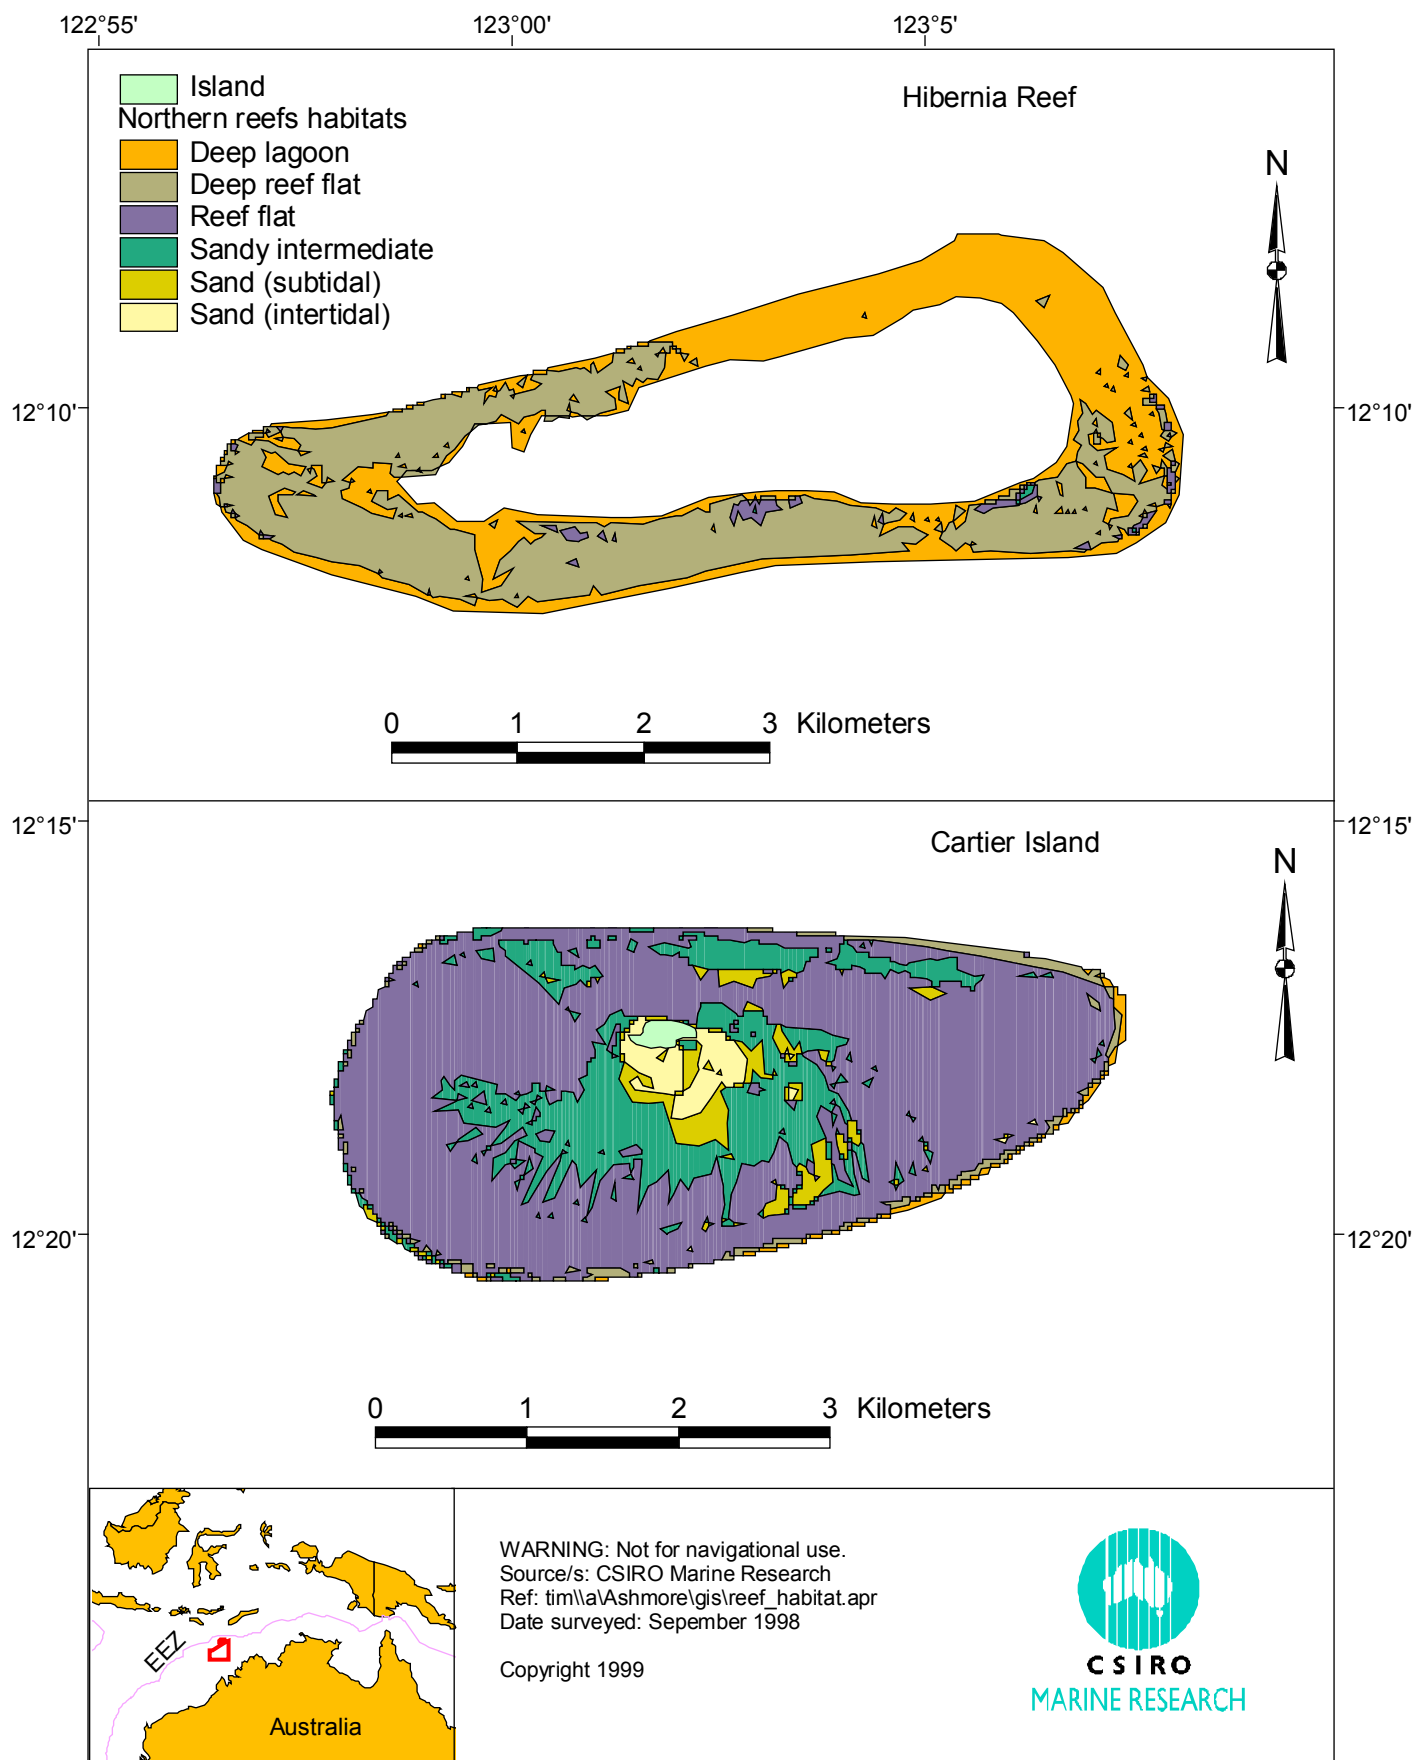 122°55' 123°00' 123°5'
Island
Northern reefs habitats
Deep lagoon
Deep reef flat
Reef flat
Sandy intermediate
Sand (subtidal)
Sand (intertidal)
Hibernia Reef
N
12°10' 12°10'
0 1 2 3 Kilometers
12°15' 12°15'
Cartier Island
N
12°20' 12°20'
0 1 2 3 Kilometers
EEZ
Australia
WARNING: Not for navigational use.
Source/s: CSIRO Marine Research
Ref: tim\\a\Ashmore\gis\reef_habitat.apr
Date surveyed: Sepember 1998
Copyright 1999
CSIRO
MARINE RESEARCH